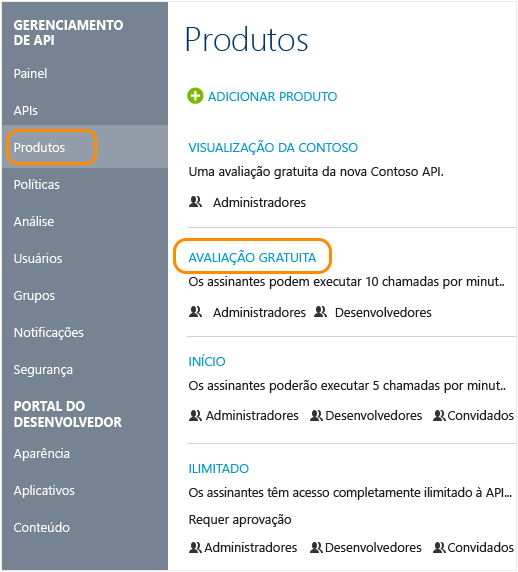 GERENCIAMENTO
DE API
Painel
APIs
Produtos
Políticas
Análise
Usuários
Grupos
Notificações
Segurança
PORTAL DO
DESENVOLVEDOR
Aparência
Aplicativos
Conteúdo
Produtos
ADICIONAR PRODUTO
VISUALIZAÇÃO DA CONTOSO
Uma avaliação gratuita da nova Contoso API.
Administradores
AVALIAÇÃO GRATUITA
Os assinantes podem executar 10 chamadas por minut..
Administradores Desenvolvedores
INÍCIO
Os assinantes poderão executar 5 chamadas por minut..
Administradores Desenvolvedores Convidados
ILIMITADO
Os assinantes têm acesso completamente ilimitado à API...
Requer aprovação
Administradores Desenvolvedores Convidados